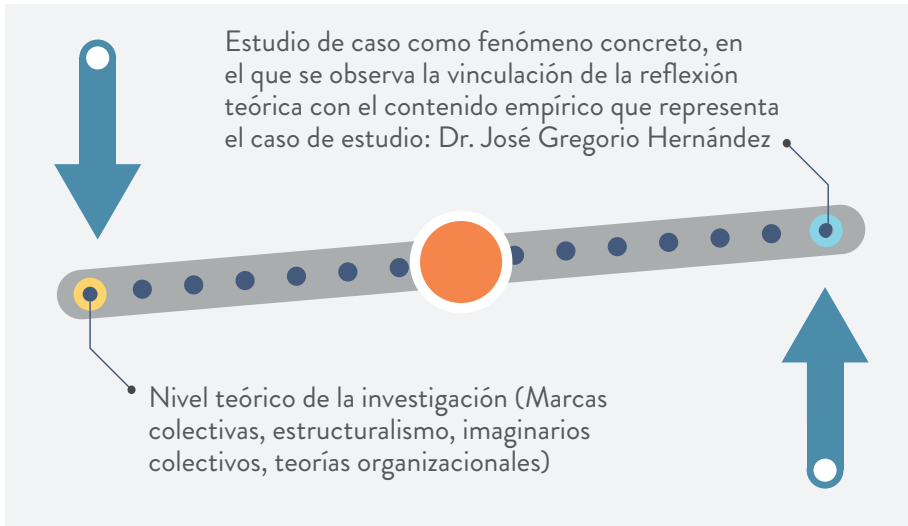 Estudio de caso como fenómeno concreto, en
el que se observa la vinculación de la reflexión
teórica con el contenido empírico que representa
el caso de estudio: Dr. José Gregorio Hernández
Nivel teórico de la investigación (Marcas
colectivas, estructuralismo, imaginarios
colectivos, teorías organizacionales)